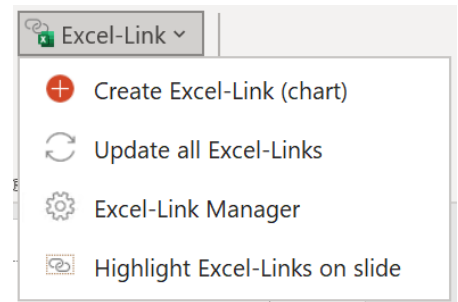 Excel-Link
Create Excel-Link (chart)
Update all Excel-Links
Excel-Link Manager
Highlight Excel-Links on slide